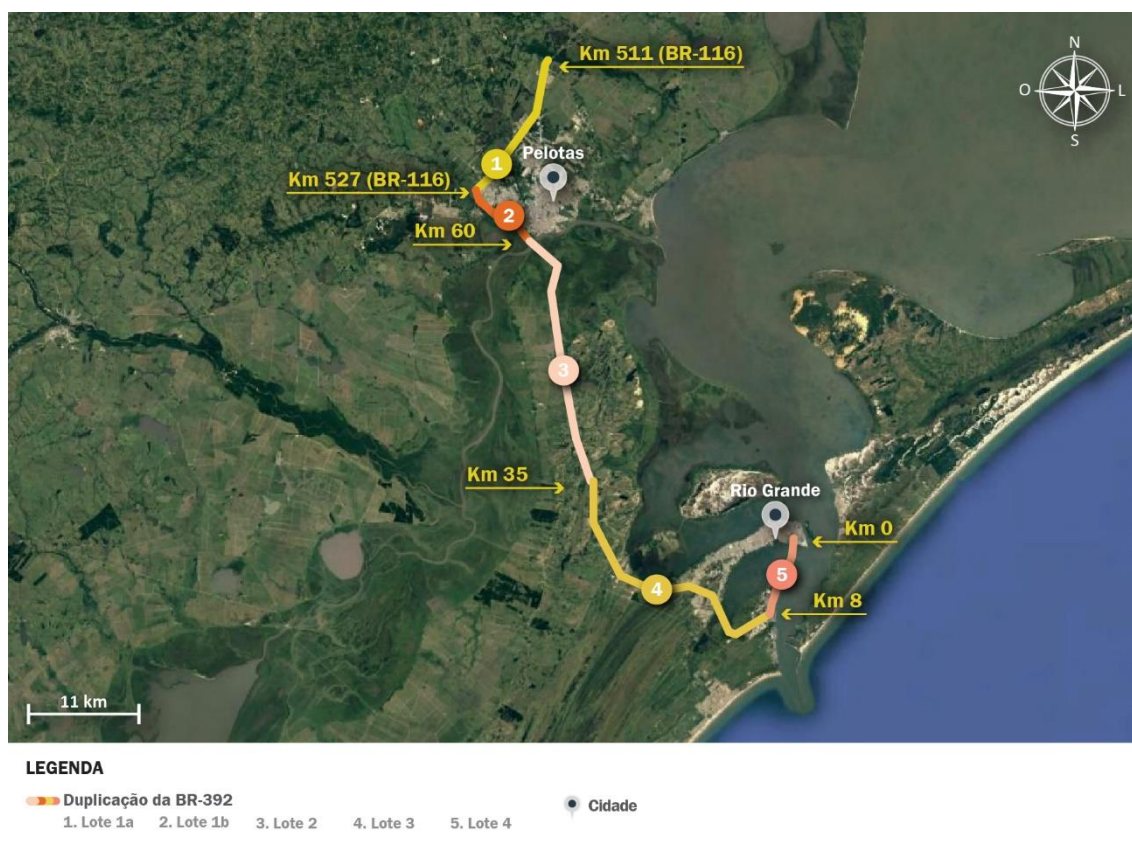 Km 511 (BR-116)
N
O
L
S
1
Pelotas
Km 527 (BR-116)
2
Km 60
3
Km 35
Rio Grande
Km 0
5
4
Km 8
11 km
LEGENDA
Duplicação da BR-392
Cidade
1. Lote 1a 2. Lote 1b 3. Lote 2 4. Lote 3 5. Lote 4